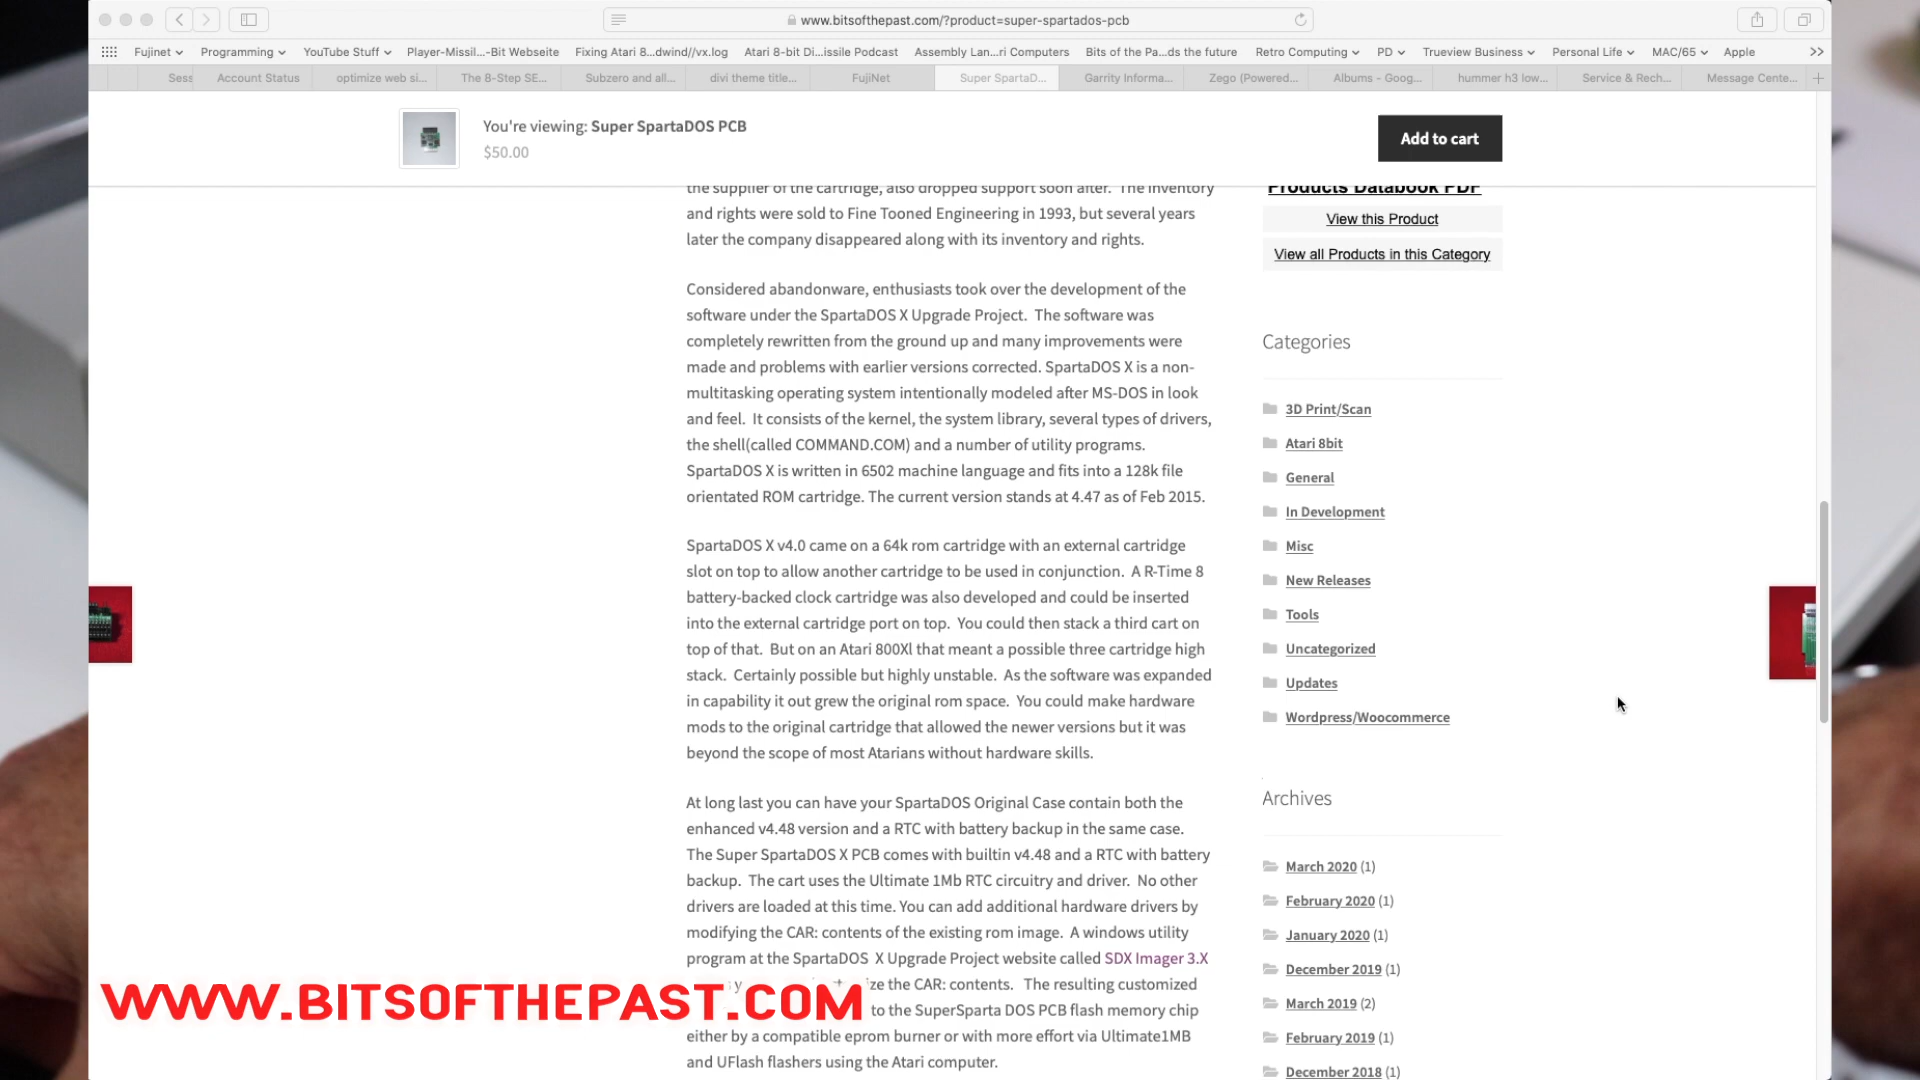 www.bitsofthepast.com/?product=super-spartados-pcb
Fujinet Programming YouTube Stuff Player-Missil...-Bit Webseite Fixing Atari 8...dwind//vx.log Atari 8-bit Di...issile Podcast Assembly Lan...ri Computers Bits of the Pa...ds the future Retro Computing PD Trueview Business Personal Life MAC/65 Apple
Sess Account Status optimize web si... The 8-Step SE... Subzero and all... divi theme title... FujiNet Super SpartaD... Garrity Informa... Zego (Powered... Albums - Goog... hummer h3 low... Service & Rech... Message Cente...
You're viewing: Super SpartaDOS PCB
$50.00
Add to cart
the supplier of the cartridge, also dropped support soon after. The inventory
and rights were sold to Fine Tooned Engineering in 1993, but several years
later the company disappeared along with its inventory and rights.
Considered abandonware, enthusiasts took over the development of the
software under the SpartaDOS X Upgrade Project. The software was
completely rewritten from the ground up and many improvements were
made and problems with earlier versions corrected. SpartaDOS X is a non-
multitasking operating system intentionally modeled after MS-DOS in look
and feel. It consists of the kernel, the system library, several types of drivers,
the shell(called COMMAND.COM) and a number of utility programs.
SpartaDOS X is written in 6502 machine language and fits into a 128k file
orientated ROM cartridge. The current version stands at 4.47 as of Feb 2015.
SpartaDOS X v4.0 came on a 64k rom cartridge with an external cartridge
slot on top to allow another cartridge to be used in conjunction. A R-Time 8
battery-backed clock cartridge was also developed and could be inserted
into the external cartridge port on top. You could then stack a third cart on
top of that. But on an Atari 800Xl that meant a possible three cartridge high
stack. Certainly possible but highly unstable. As the software was expanded
in capability it out grew the original rom space. You could make hardware
mods to the original cartridge that allowed the newer versions but it was
beyond the scope of most Atarians without hardware skills.
At long last you can have your SpartaDOS Original Case contain both the
enhanced v4.48 version and a RTC with battery backup in the same case.
The Super SpartaDOS X PCB comes with builtin v4.48 and a RTC with battery
backup. The cart uses the Ultimate 1Mb RTC circuitry and driver. No other
drivers are loaded at this time. You can add additional hardware drivers by
modifying the CAR: contents of the existing rom image. A windows utility
program at the SpartaDOS X Upgrade Project website called SDX Imager 3.X
ze the CAR: contents. The resulting customized
to the SuperSparta DOS PCB flash memory chip
either by a compatible eprom burner or with more effort via Ultimate1MB
and UFlash flashers using the Atari computer.
Products Databook PDF
View this Product
View all Products in this Category
Categories
3D Print/Scan
Atari 8bit
General
In Development
Misc
New Releases
Tools
Uncategorized
Updates
Wordpress/Woocommerce
Archives
March 2020 (1)
February 2020 (1)
January 2020 (1)
December 2019 (1)
March 2019 (2)
February 2019 (1)
December 2018 (1)
WWW.BITSOFTHEPAST.COM